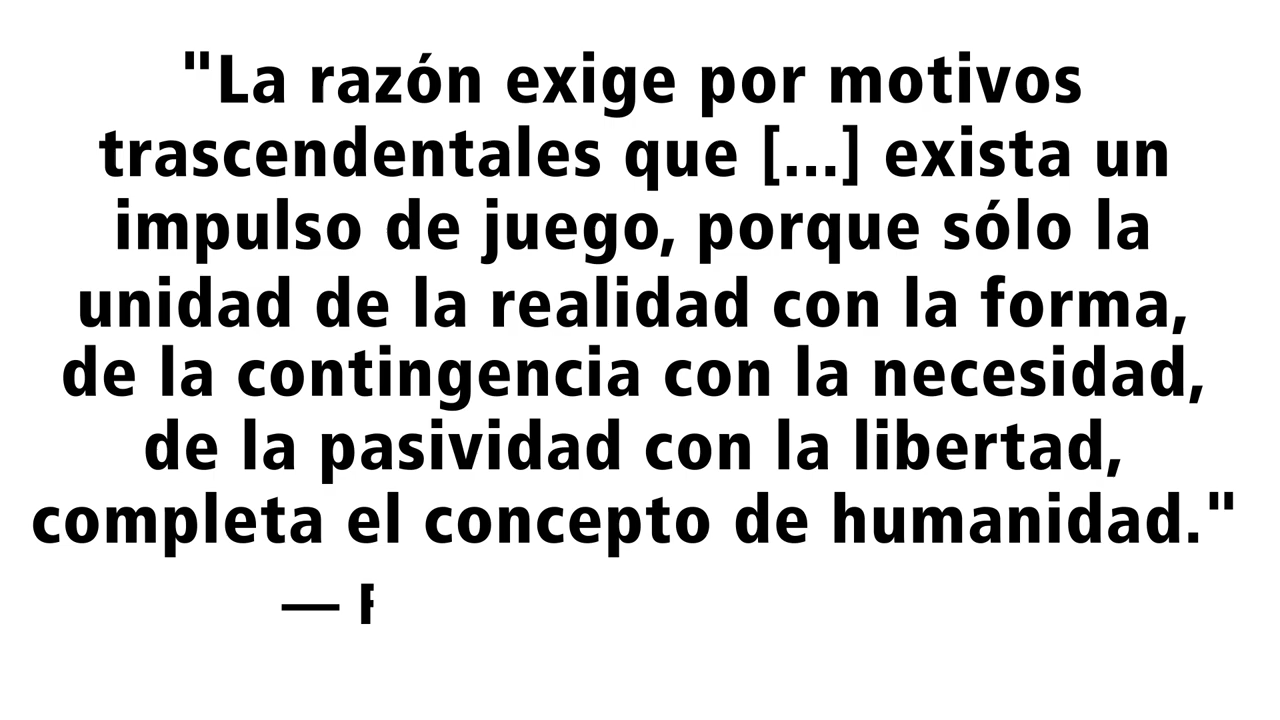 "La razón exige por motivos
trascendentales que [...] exista un
impulso de juego, porque sólo la
unidad de la realidad con la forma,
de la contingencia con la necesidad,
de la pasividad con la libertad,
completa el concepto de humanidad."
—